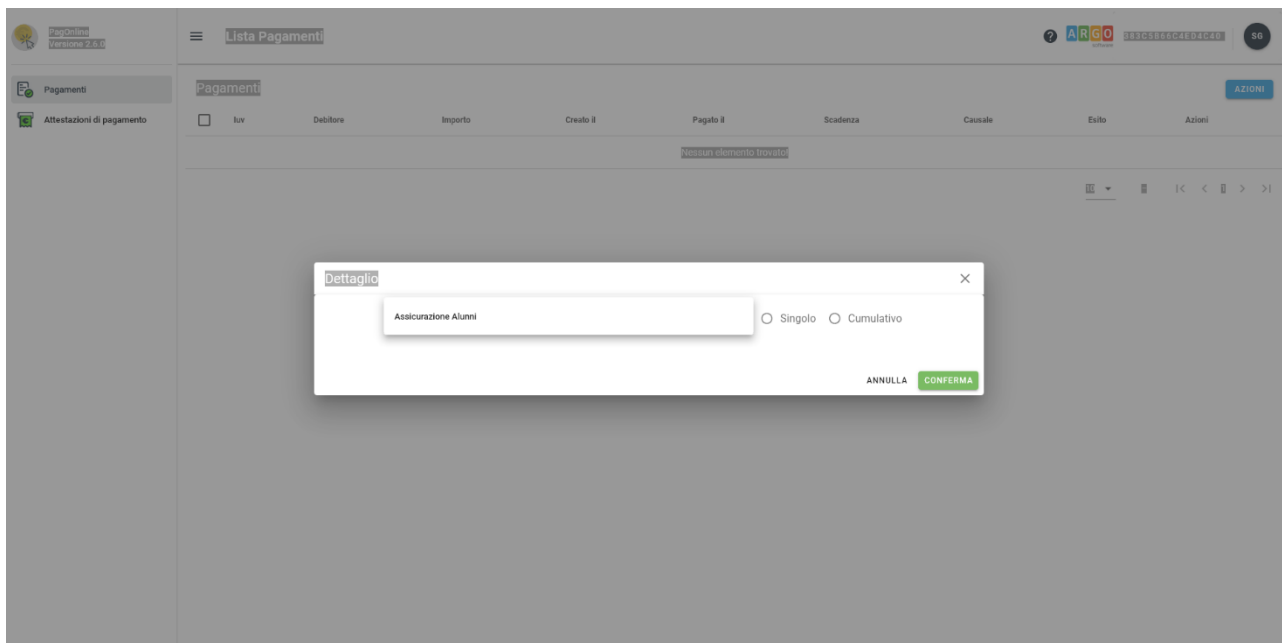 PagOnline
Versione 2.6.0
Lista Pagamenti
ARGO
software
SG
Pagamenti
Attestazioni di pagamento
Pagamenti
AZIONI
Iuv Debitore Importo Creato il Pagato il Scadenza Causale Esito Azioni
Nessun elemento trovato!
Dettaglio
Assicurazione Alunni
Singolo Cumulativo
ANNULLA CONFERMA